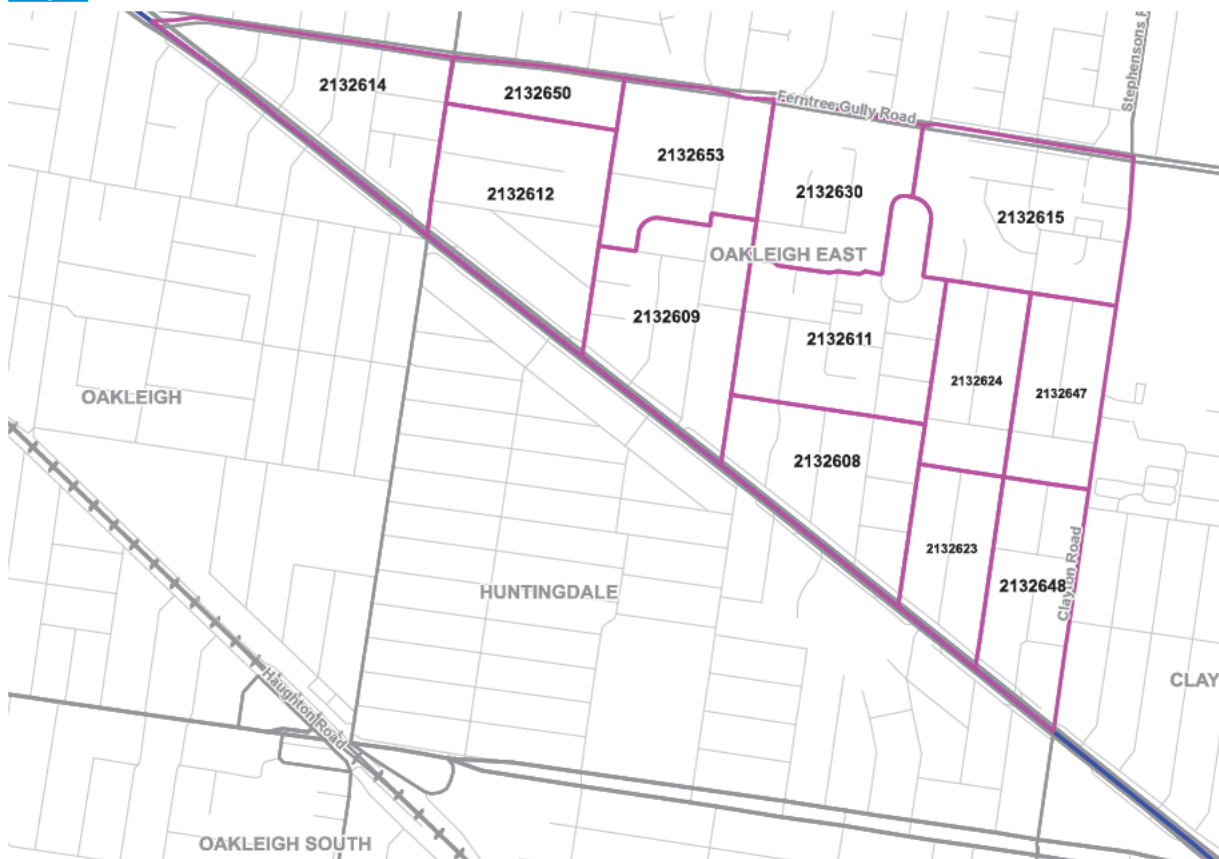 Stephensons
2132614
2132650
Ferntree Gully Road
2132653
2132612
2132630
2132615
OAKLEIGH EAST
2132609
2132611
2132624
2132647
OAKLEIGH
2132608
2132623
2132648
Clayton Road
HUNTINGDALE
CLAY
Haughton Road
OAKLEIGH SOUTH